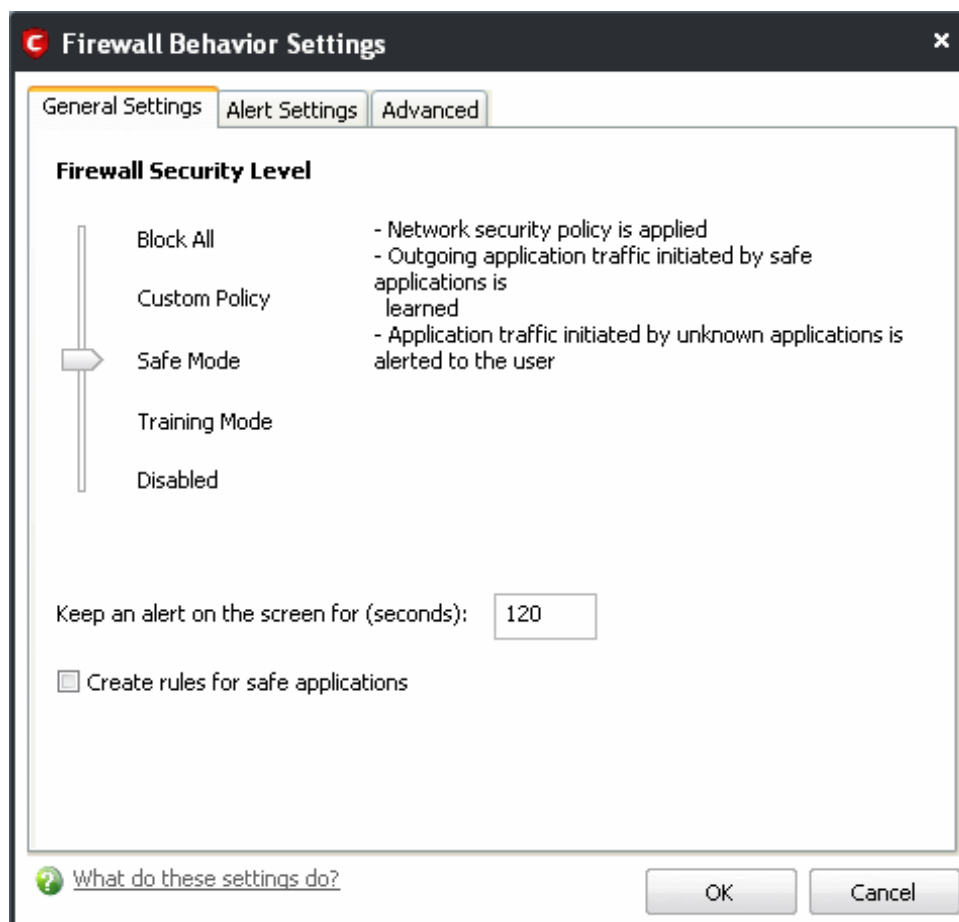 Firewall Behavior Settings
General Settings Alert Settings Advanced
Firewall Security Level
Block All
Custom Policy
Safe Mode
Training Mode
Disabled
- Network security policy is applied
- Outgoing application traffic initiated by safe
applications is
learned
- Application traffic initiated by unknown applications is
alerted to the user
Keep an alert on the screen for (seconds): 120
Create rules for safe applications
What do these settings do?
OK Cancel